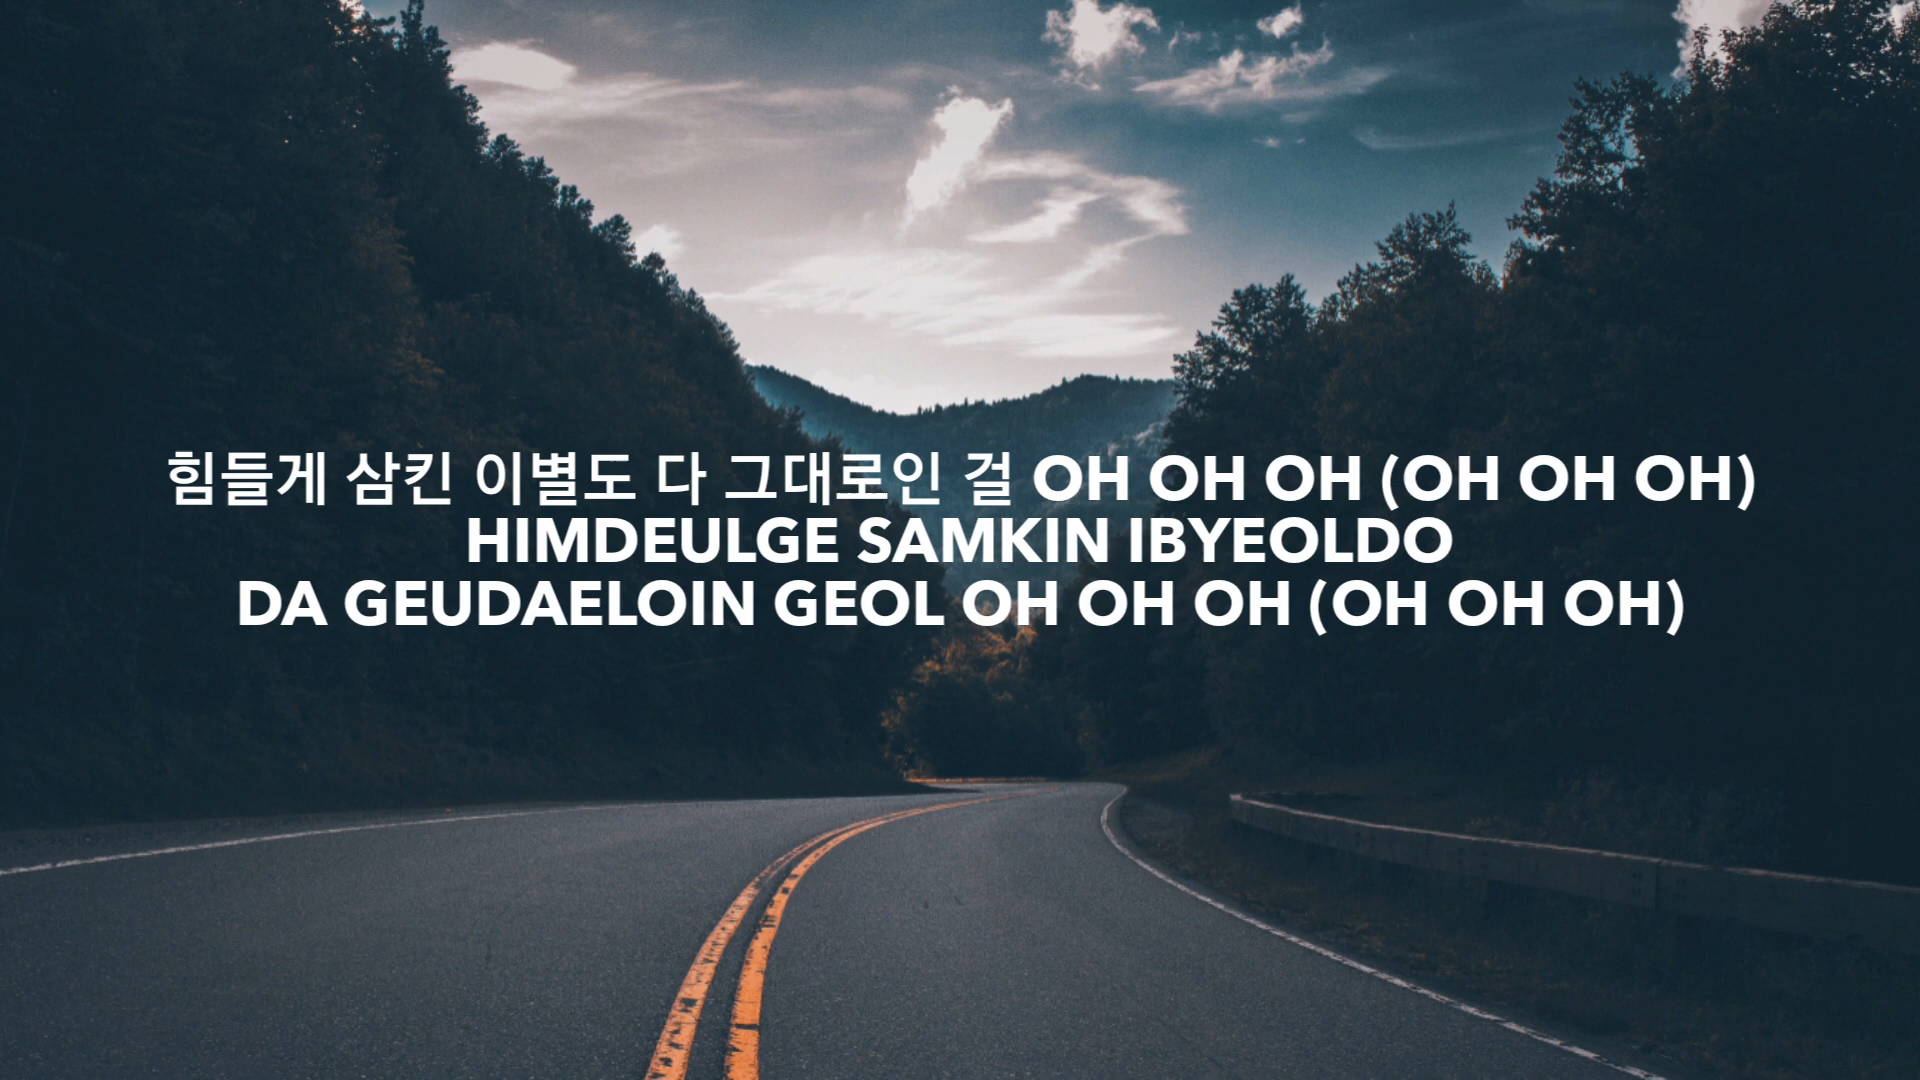 힘들게 삼킨 이별도 다 그대로인 걸 OH OH OH (OH OH OH)
HIMDEULGE SAMKIN IBYEOLDO
DA GEUDAELOIN GEOL OH OH OH (OH OH OH)